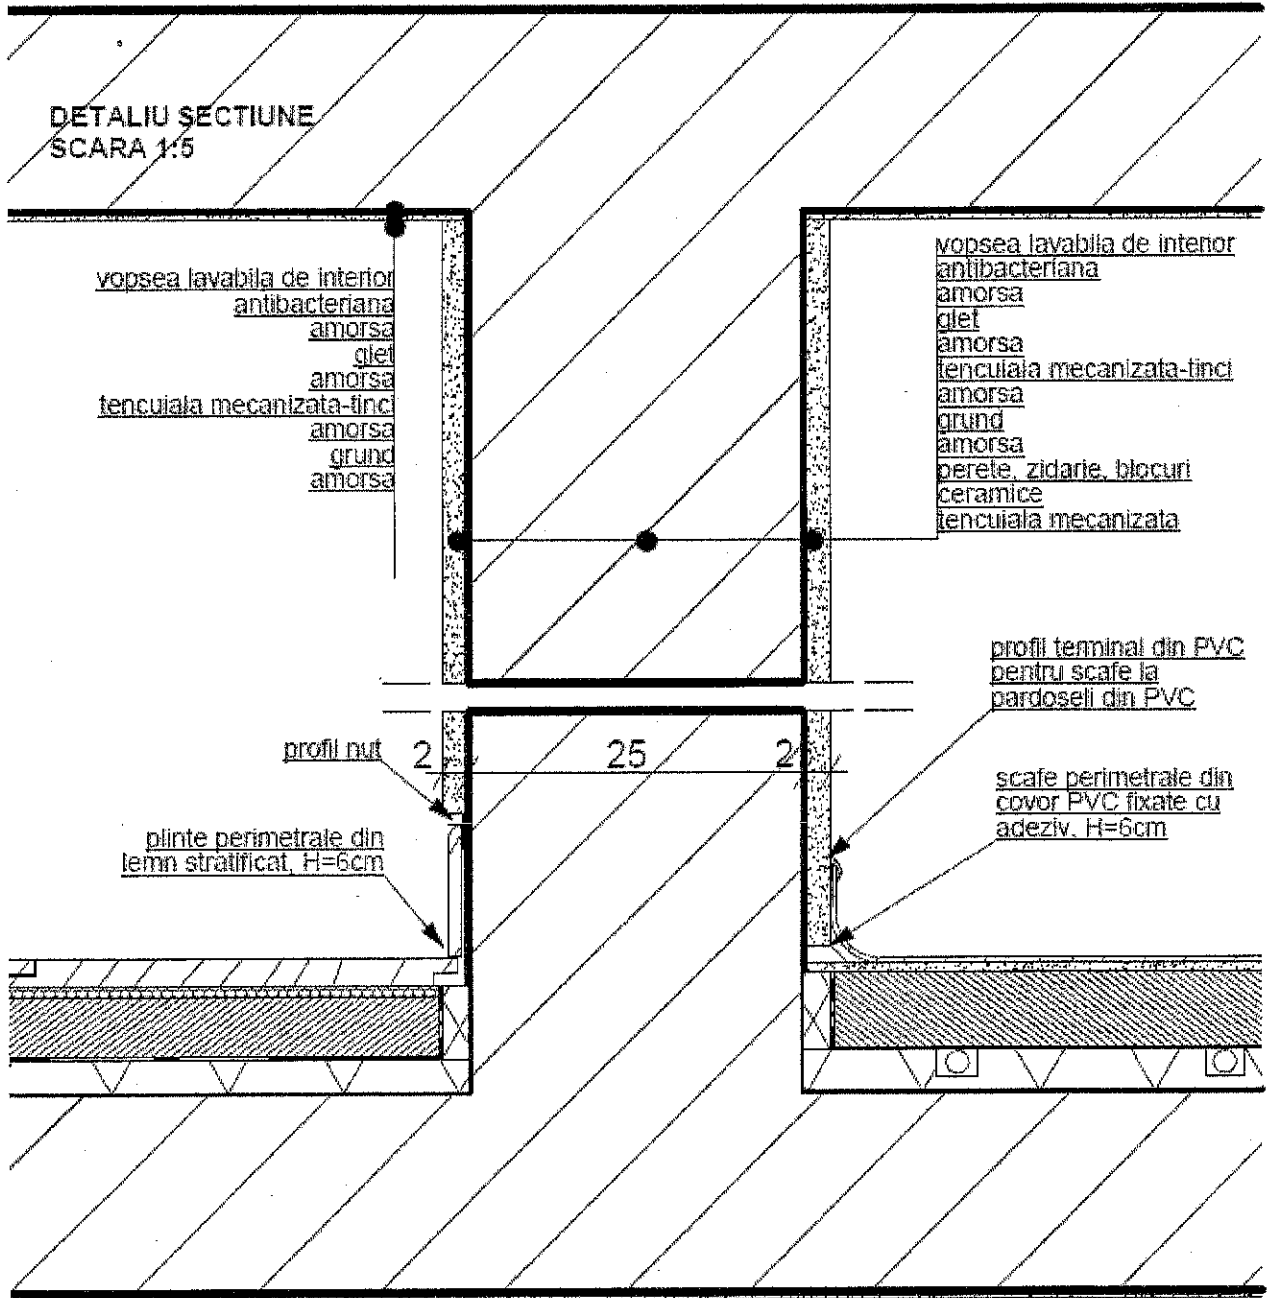 DETALIU SECTIUNE
SCARA 1:5
vopsea lavabila de interior
antibacteriana
amorsa
glet
amorsa
tencuiala mecanizata-tinci
amorsa
grund
amorsa
vopsea lavabila de interior
antibacteriana
amorsa
glet
amorsa
tencuiala mecanizata-tinci
amorsa
grund
amorsa
perete, zidarie, blocuri
ceramice
tencuiala mecanizata
profil terminal din PVC
pentru scafe la
pardoseli din PVC
profil nut
2 25 2
scafe perimetrale din
covor PVC fixate cu
adeziv, H=6cm
plinte perimetrale din
lemn stratificat, H=6cm